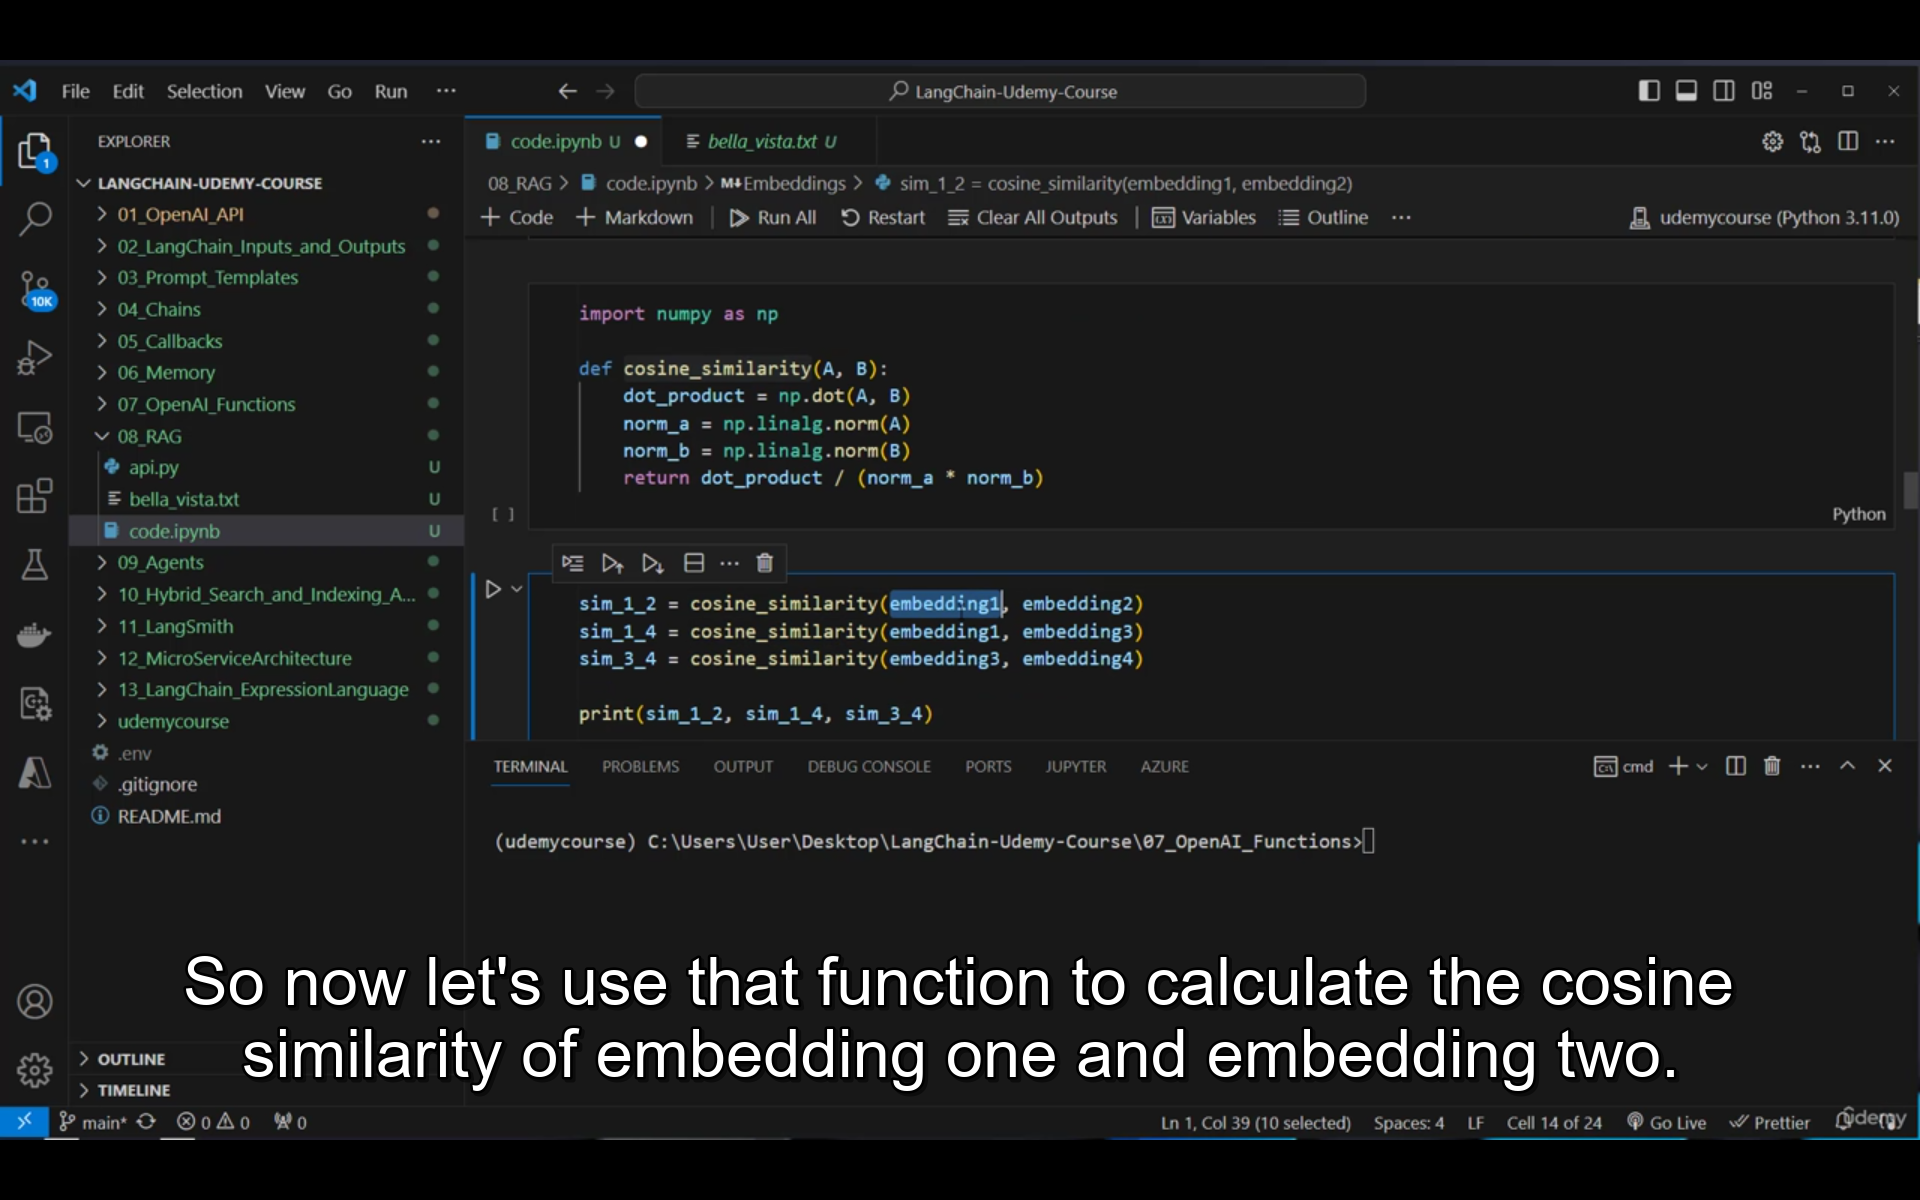 File Edit Selection View Go Run ···
LangChain-Udemy-Course
EXPLORER
code.ipynb U
bella_vista.txt U
1
LANGCHAIN-UDEMY-COURSE
08_RAG > code.ipynb > M↓Embeddings > sim_1_2 = cosine_similarity(embedding1, embedding2)
+ Code + Markdown Run All Restart Clear All Outputs Variables Outline ···
udemycourse (Python 3.11.0)
01_OpenAI_API
02_LangChain_Inputs_and_Outputs
03_Prompt_Templates
10K
04_Chains
05_Callbacks
06_Memory
07_OpenAI_Functions
08_RAG
api.py U
bella_vista.txt U
code.ipynb U
09_Agents
10_Hybrid_Search_and_Indexing_A...
11_LangSmith
12_MicroServiceArchitecture
13_LangChain_ExpressionLanguage
udemycourse
.env
.gitignore
README.md
OUTLINE
TIMELINE
import numpy as np
def cosine_similarity(A, B):
dot_product = np.dot(A, B)
norm_a = np.linalg.norm(A)
norm_b = np.linalg.norm(B)
return dot_product / (norm_a * norm_b)
[ ]
Python
sim_1_2 = cosine_similarity(embedding1, embedding2)
sim_1_4 = cosine_similarity(embedding1, embedding3)
sim_3_4 = cosine_similarity(embedding3, embedding4)
print(sim_1_2, sim_1_4, sim_3_4)
TERMINAL PROBLEMS OUTPUT DEBUG CONSOLE PORTS JUPYTER AZURE
cmd
(udemycourse) C:\Users\User\Desktop\LangChain-Udemy-Course\07_OpenAI_Functions>
So now let's use that function to calculate the cosine
similarity of embedding one and embedding two.
main* 0 0 0
Ln 1, Col 39 (10 selected) Spaces: 4 LF Cell 14 of 24 Go Live Prettier
udemy